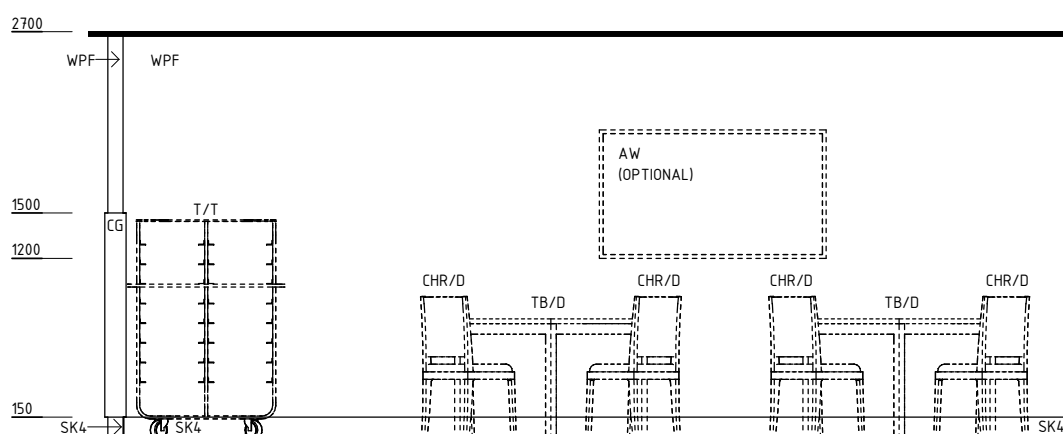 2700
WPF WPF
AW
(OPTIONAL)
1500
T/T
CG
1200
CHR/D CHR/D CHR/D CHR/D
TB/D TB/D
150
SK4 SK4 SK4